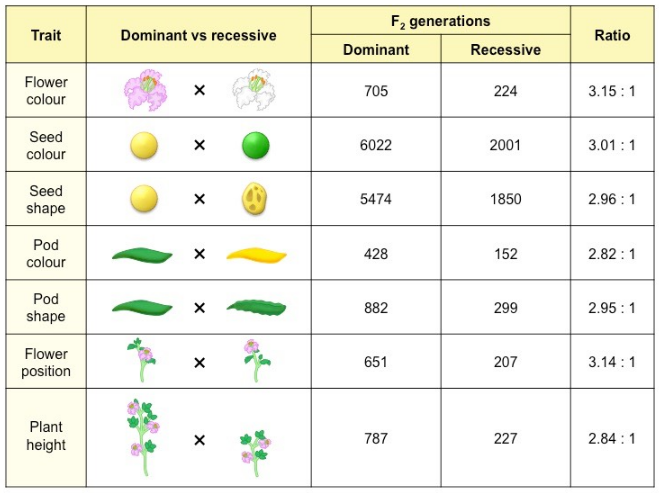 Trait Dominant vs recessive F2 generations Ratio
Dominant Recessive
Flower
colour × 705 224 3.15 : 1
Seed
colour × 6022 2001 3.01 : 1
Seed
shape × 5474 1850 2.96 : 1
Pod
colour × 428 152 2.82 : 1
Pod
shape × 882 299 2.95 : 1
Flower
position × 651 207 3.14 : 1
Plant
height × 787 227 2.84 : 1